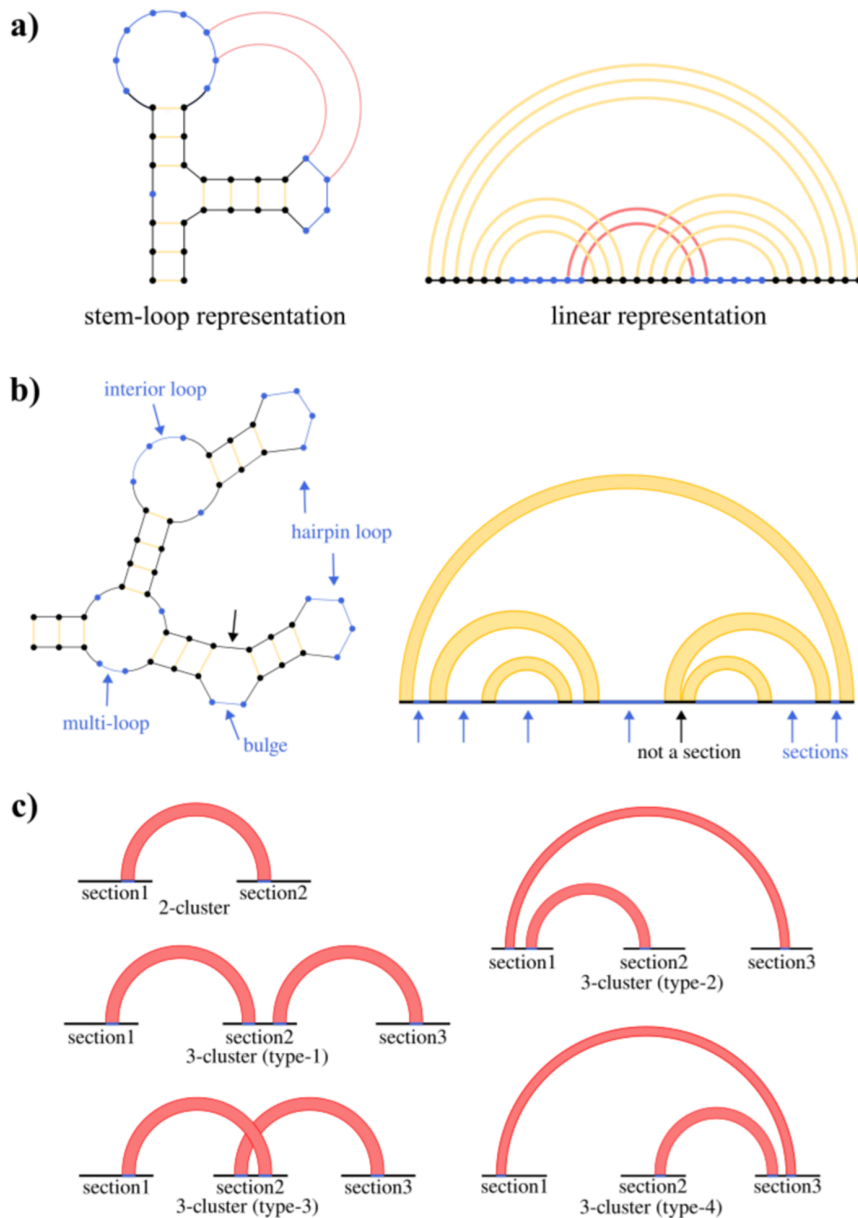 a)
stem-loop representation
linear representation
b)
interior loop
hairpin loop
multi-loop
bulge
not a section
sections
c)
section1
section2
2-cluster
section1
section2
section3
3-cluster (type-2)
section1
section2
section3
3-cluster (type-1)
section1
section2
section3
3-cluster (type-3)
section1
section2
section3
3-cluster (type-4)